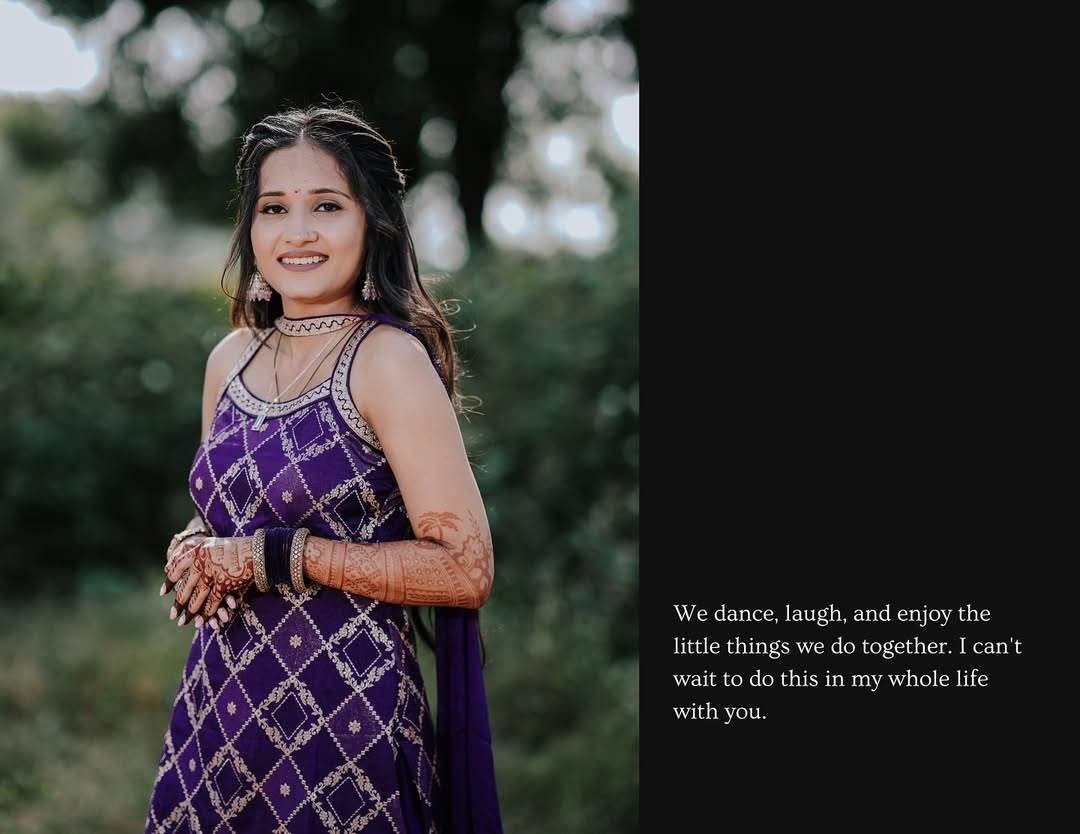 We dance, laugh, and enjoy the
little things we do together. I can't
wait to do this in my whole life
with you.